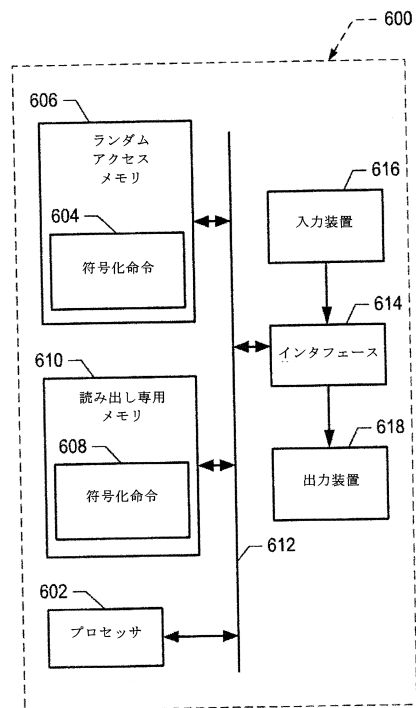 600
606
ランダム
アクセス
メモリ
604
符号化命令
616
入力装置
614
インタフェース
610
読み出し専用
メモリ
608
符号化命令
618
出力装置
612
602
プロセッサ